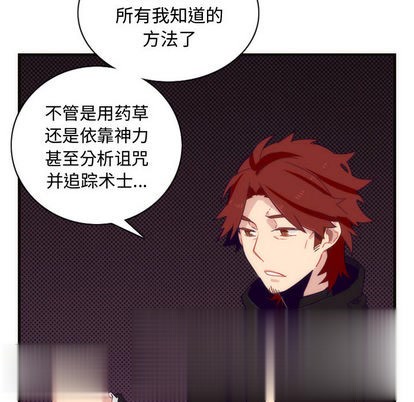 所有我知道的
方法了
不管是用药草
还是依靠神力
甚至分析诅咒
并追踪术士...